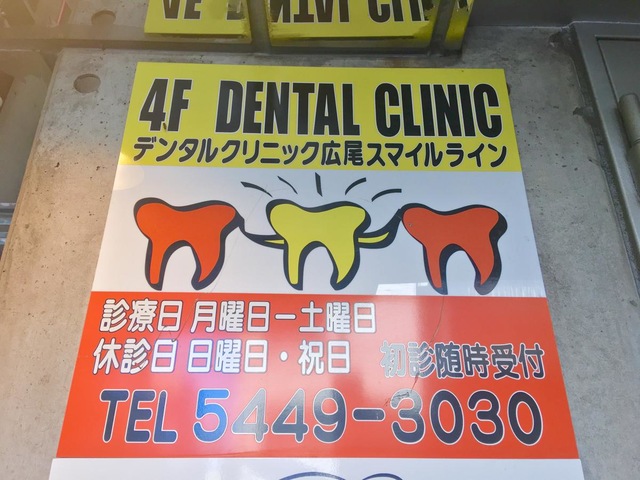 4F DENTAL CLINIC
デンタルクリニック広尾スマイルライン
診療日 月曜日ー土曜日
休診日 日曜日・祝日 初診随時受付
TEL 5449-3030